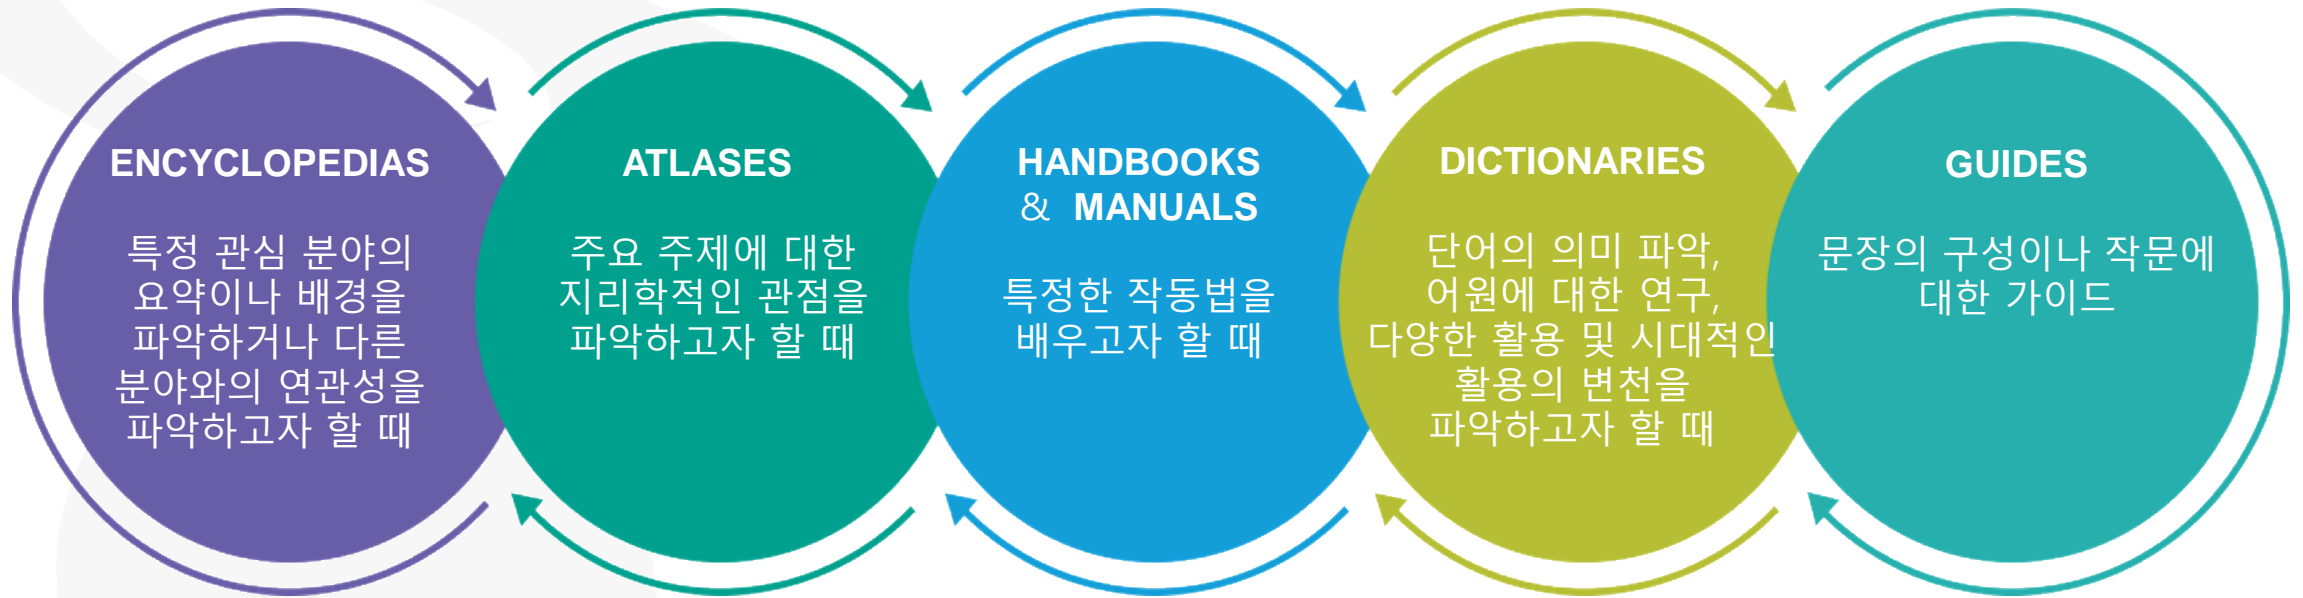 ENCYCLOPEDIAS
특정 관심 분야의
요약이나 배경을
파악하거나 다른
분야와의 연관성을
파악하고자 할 때
ATLASES
주요 주제에 대한
지리학적인 관점을
파악하고자 할 때
HANDBOOKS
& MANUALS
특정한 작동법을
배우고자 할 때
DICTIONARIES
단어의 의미 파악,
어원에 대한 연구,
다양한 활용 및 시대적인
활용의 변천을
파악하고자 할 때
GUIDES
문장의 구성이나 작문에
대한 가이드